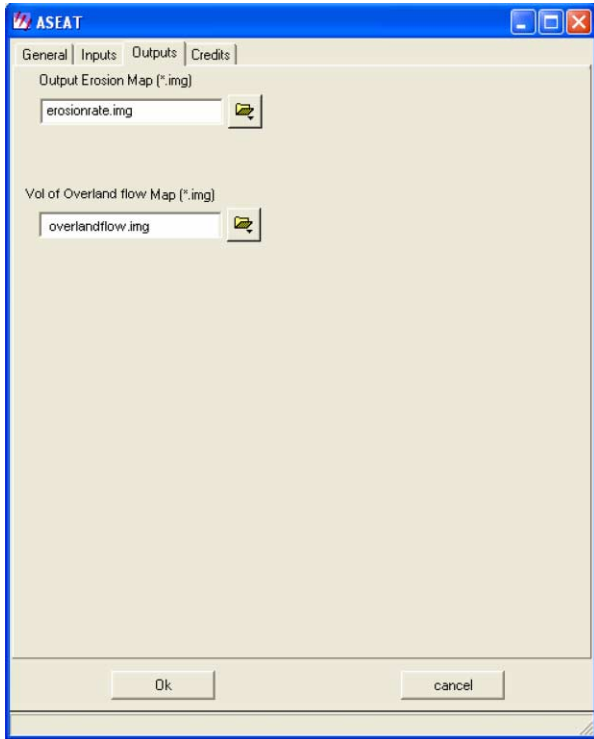 ASEAT
General Inputs Outputs Credits
Output Erosion Map (*.img)
erosionrate.img
Vol of Overland flow Map (*.img)
overlandflow.img
Ok cancel